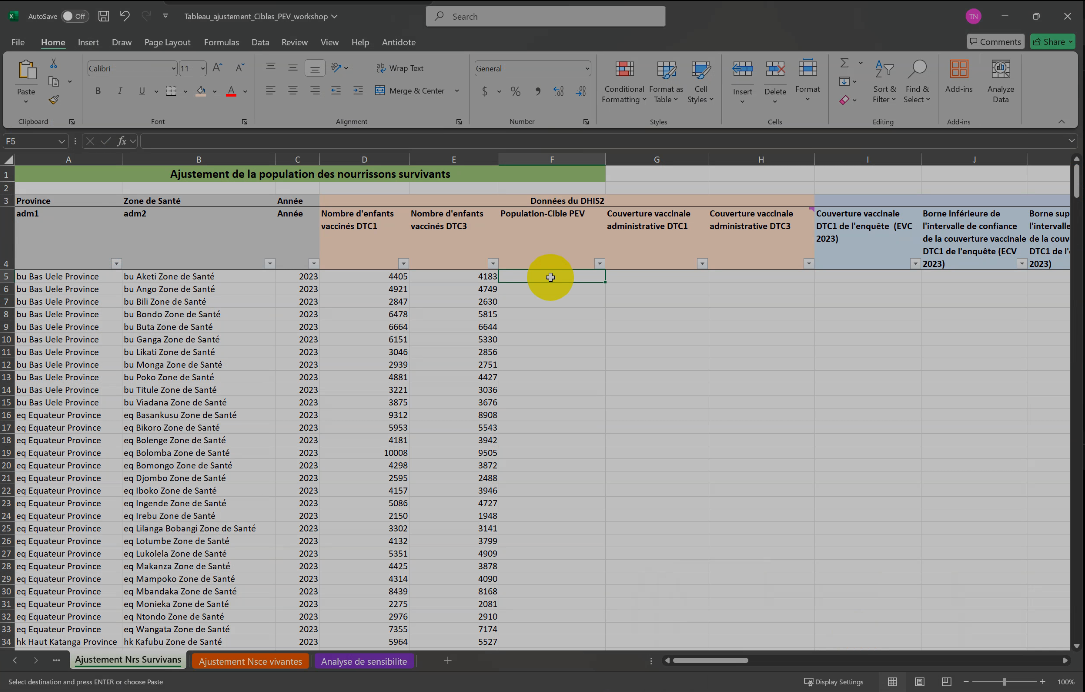 AutoSave Off Tableau_ajustement_Cibles_PEV_workshop Search TN
File Home Insert Draw Page Layout Formulas Data Review View Help Antidote Comments Share
Paste Calibri 11 Wrap Text General Conditional Formatting Format as Table Cell Styles Insert Delete Format Sort & Filter Find & Select Add-ins Analyze Data
B I U A Merge & Center $ %
Clipboard Font Alignment Number Styles Cells Editing Add-ins
F5 fx
A B C D E F G H I J
1 Ajustement de la population des nourrissons survivants
2
3 Province Zone de Santé Année Données du DHIS2
4 adm1 adm2 Année Nombre d'enfants vaccinés DTC1 Nombre d'enfants vaccinés DTC3 Population-Cible PEV Couverture vaccinale administrative DTC1 Couverture vaccinale administrative DTC3 Couverture vaccinale DTC1 de l'enquête (EVC 2023) Borne Inférieure de l'intervalle de confiance de la couverture vaccinale DTC1 de l'enquête (ECV 2023) Borne sup l'intervalle de la couv DTC1 de l' 2023)
5 bu Bas Uele Province bu Aketi Zone de Santé 2023 4405 4183
6 bu Bas Uele Province bu Ango Zone de Santé 2023 4921 4749
7 bu Bas Uele Province bu Bili Zone de Santé 2023 2847 2630
8 bu Bas Uele Province bu Bondo Zone de Santé 2023 6478 5815
9 bu Bas Uele Province bu Buta Zone de Santé 2023 6664 6644
10 bu Bas Uele Province bu Ganga Zone de Santé 2023 6151 5330
11 bu Bas Uele Province bu Likati Zone de Santé 2023 3046 2856
12 bu Bas Uele Province bu Monga Zone de Santé 2023 2939 2751
13 bu Bas Uele Province bu Poko Zone de Santé 2023 4881 4427
14 bu Bas Uele Province bu Titule Zone de Santé 2023 3221 3036
15 bu Bas Uele Province bu Viadana Zone de Santé 2023 3875 3676
16 eq Equateur Province eq Basankusu Zone de Santé 2023 9312 8908
17 eq Equateur Province eq Bikoro Zone de Santé 2023 5953 5543
18 eq Equateur Province eq Bolenge Zone de Santé 2023 4181 3942
19 eq Equateur Province eq Bolomba Zone de Santé 2023 10008 9505
20 eq Equateur Province eq Bomongo Zone de Santé 2023 4298 3872
21 eq Equateur Province eq Djombo Zone de Santé 2023 2595 2488
22 eq Equateur Province eq Iboko Zone de Santé 2023 4157 3946
23 eq Equateur Province eq Ingende Zone de Santé 2023 5086 4727
24 eq Equateur Province eq Irebu Zone de Santé 2023 2150 1948
25 eq Equateur Province eq Lilanga Bobangi Zone de Santé 2023 3302 3141
26 eq Equateur Province eq Lotumbe Zone de Santé 2023 4132 3799
27 eq Equateur Province eq Lukolela Zone de Santé 2023 5351 4909
28 eq Equateur Province eq Makanza Zone de Santé 2023 4425 3878
29 eq Equateur Province eq Mampoko Zone de Santé 2023 4314 4090
30 eq Equateur Province eq Mbandaka Zone de Santé 2023 8439 8168
31 eq Equateur Province eq Monieka Zone de Santé 2023 2275 2081
32 eq Equateur Province eq Ntondo Zone de Santé 2023 2976 2910
33 eq Equateur Province eq Wangata Zone de Santé 2023 7355 7174
34 hk Haut Katanga Province hk Kafubu Zone de Santé 2023 5964 5527
Ajustement Nrs Survivans Ajustement Nsce vivantes Analyse de sensibilite
Select destination and press ENTER or choose Paste Display Settings 100%